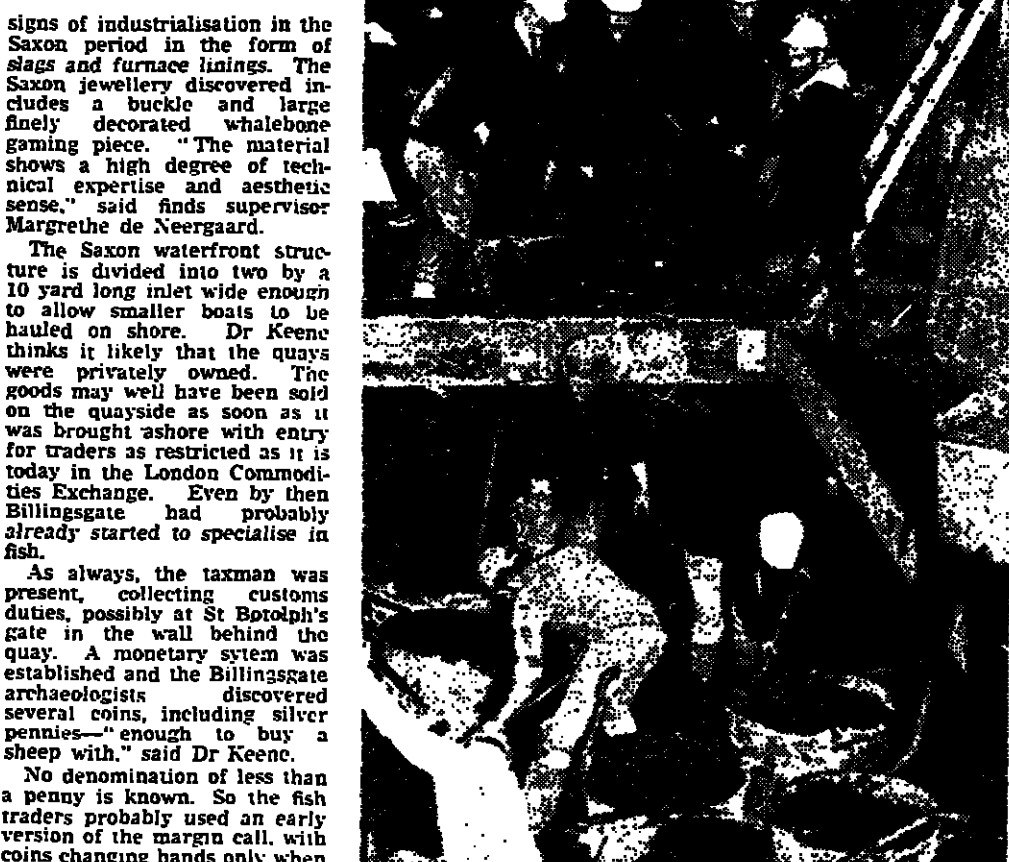 signs of industrialisation in the
Saxon period in the form of
slags and furnace linings. The
Saxon jewellery discovered in-
cludes a buckle and large
finely decorated whalebone
gaming piece. "The material
shows a high degree of tech-
nical expertise and aesthetic
sense," said finds supervisor
Margrethe de Neergaard.
The Saxon waterfront struc-
ture is divided into two by a
10 yard long inlet wide enough
to allow smaller boats to be
hauled on shore. Dr Keene
thinks it likely that the quays
were privately owned. The
goods may well have been sold
on the quayside as soon as it
was brought ashore with entry
for traders as restricted as it is
today in the London Commodi-
ties Exchange. Even by then
Billingsgate had probably
already started to specialise in
fish.
As always, the taxman was
present, collecting customs
duties, possibly at St Botolph's
gate in the wall behind the
quay. A monetary sytem was
established and the Billingsgate
archaeologists discovered
several coins, including silver
pennies—"enough to buy a
sheep with," said Dr Keene.
No denomination of less than
a penny is known. So the fish
traders probably used an early
version of the margin call, with
coins changing hands only when